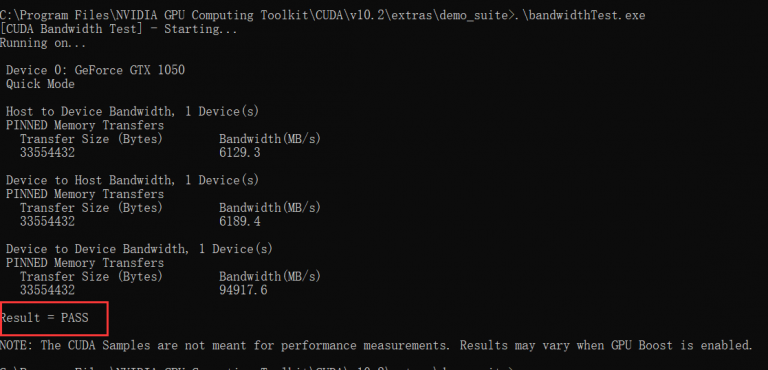 C:\Program Files\NVIDIA GPU Computing Toolkit\CUDA\v10.2\extras\demo_suite>.\bandwidthTest.exe
[CUDA Bandwidth Test] - Starting...
Running on...
Device 0: GeForce GTX 1050
Quick Mode
Host to Device Bandwidth, 1 Device(s)
PINNED Memory Transfers
Transfer Size (Bytes) Bandwidth(MB/s)
33554432 6129.3
Device to Host Bandwidth, 1 Device(s)
PINNED Memory Transfers
Transfer Size (Bytes) Bandwidth(MB/s)
33554432 6189.4
Device to Device Bandwidth, 1 Device(s)
PINNED Memory Transfers
Transfer Size (Bytes) Bandwidth(MB/s)
33554432 94917.6
Result = PASS
NOTE: The CUDA Samples are not meant for performance measurements. Results may vary when GPU Boost is enabled.